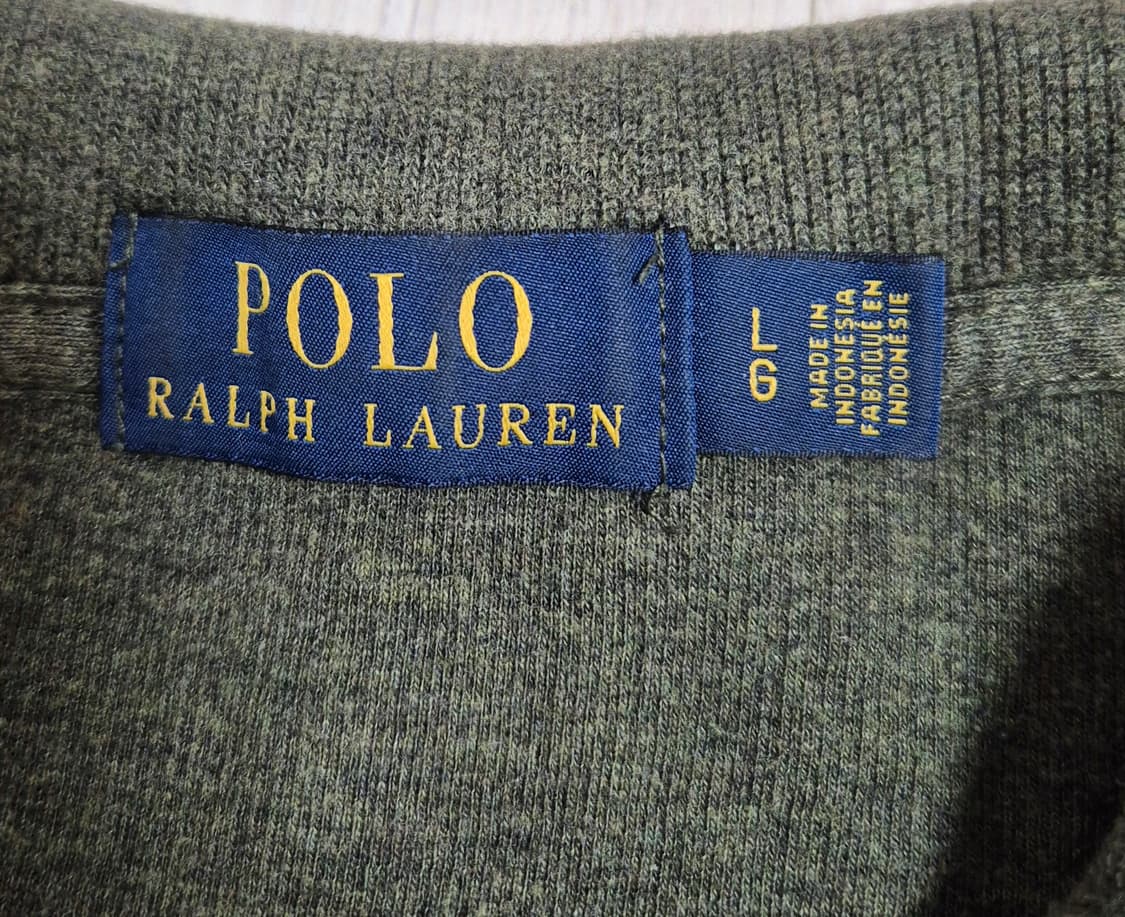 POLO
RALPH LAUREN
L
G
MADE IN
INDONESIA
FABRIQUÉ EN
INDONÉSIE